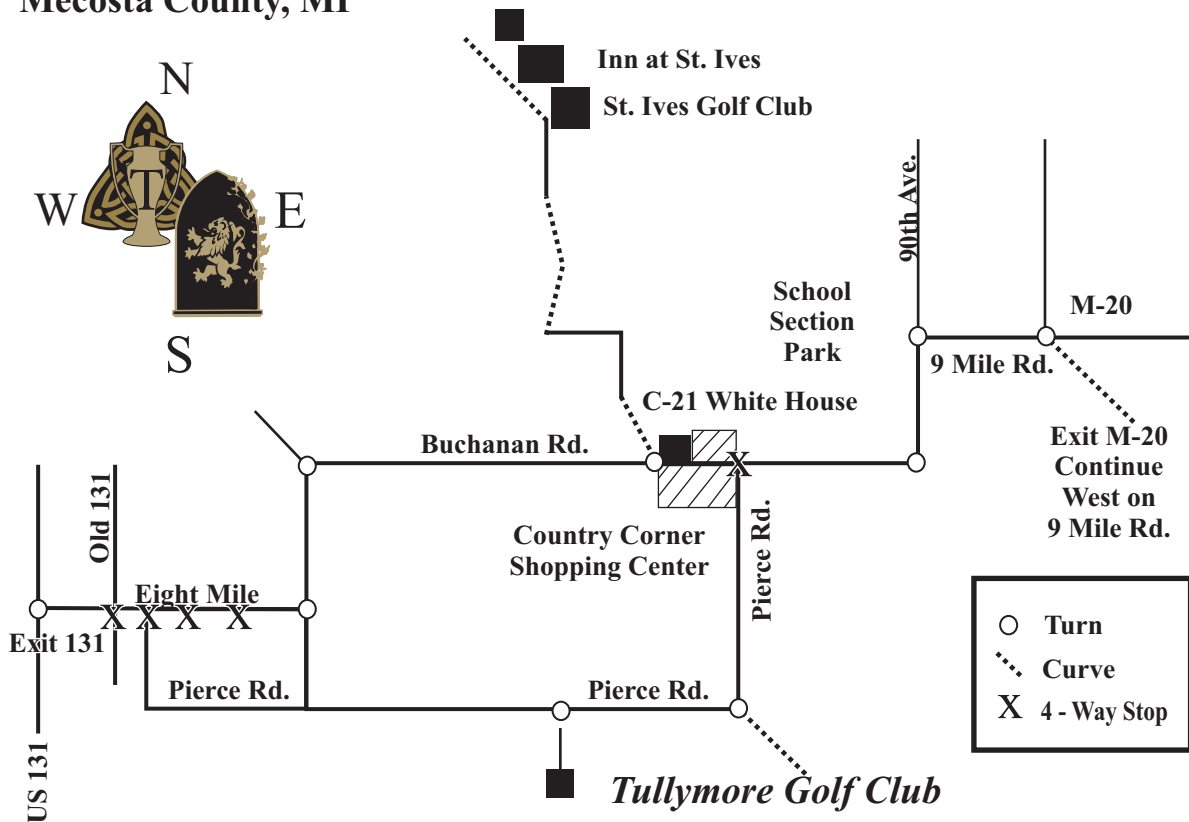 Mecosta County, MI
N
W
T
E
S
Inn at St. Ives
St. Ives Golf Club
90th Ave.
School
Section
Park
M-20
9 Mile Rd.
C-21 White House
Buchanan Rd.
X
Exit M-20
Continue
West on
9 Mile Rd.
Old 131
Country Corner
Shopping Center
Pierce Rd.
Eight Mile
X X X X
Exit 131
Pierce Rd.
Pierce Rd.
US 131
Tullymore Golf Club
Turn
Curve
X 4 - Way Stop